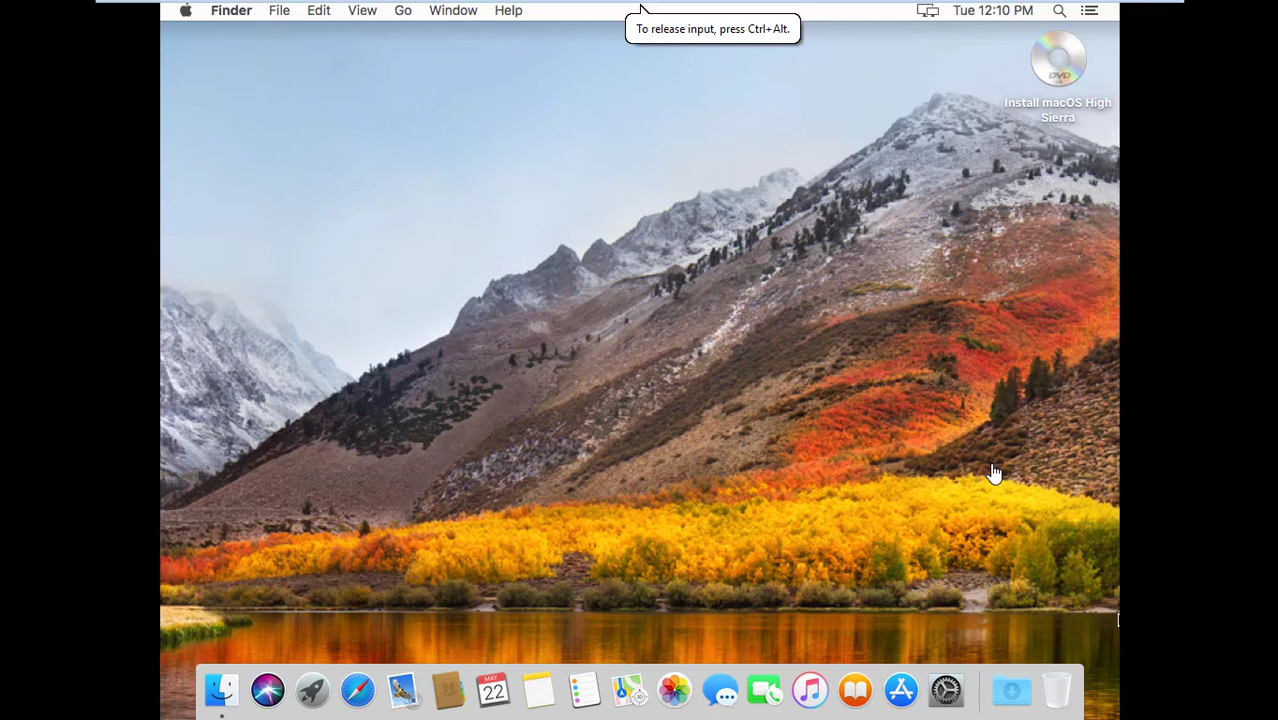 Finder File Edit View Go Window Help Tue 12:10 PM
To release input, press Ctrl+Alt.
DVD
Install macOS High
Sierra
MAY
22
3D